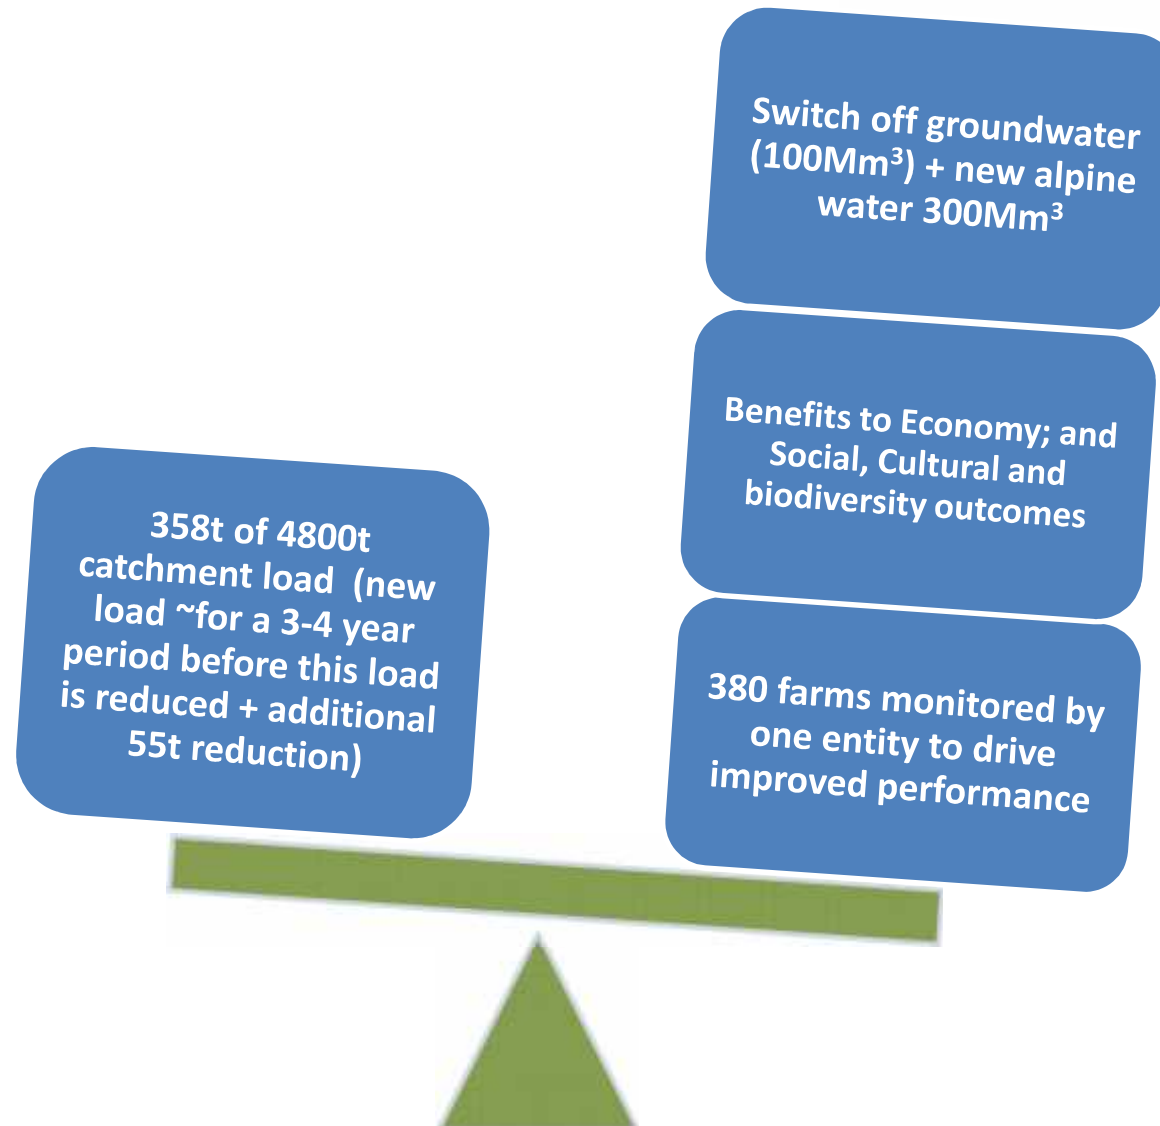 Switch off groundwater
(100Mm³) + new alpine
water 300Mm³
Benefits to Economy; and
Social, Cultural and
biodiversity outcomes
358t of 4800t
catchment load (new
load ~for a 3-4 year
period before this load
is reduced + additional
55t reduction)
380 farms monitored by
one entity to drive
improved performance